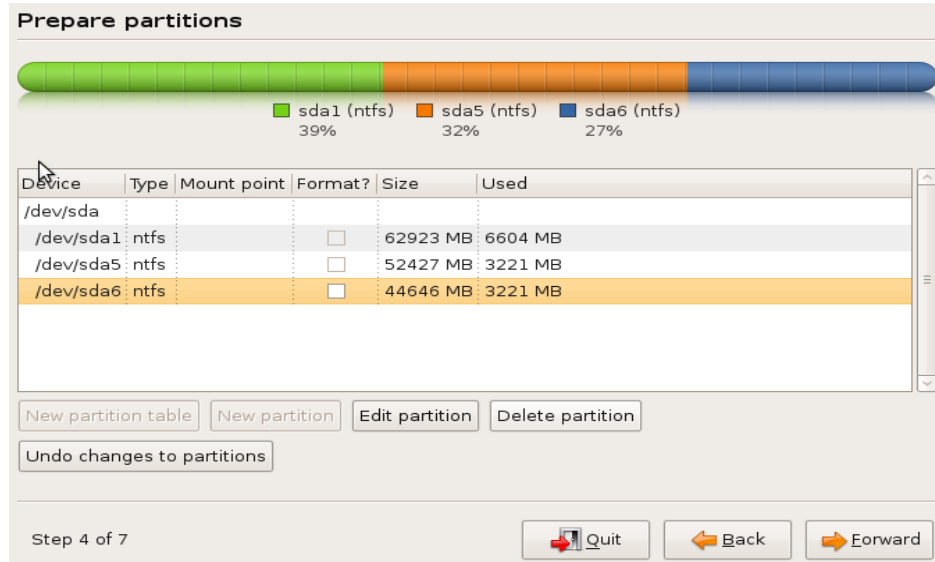 Prepare partitions
sda1 (ntfs) sda5 (ntfs) sda6 (ntfs)
39% 32% 27%
Device Type Mount point Format? Size Used
/dev/sda
/dev/sda1 ntfs 62923 MB 6604 MB
/dev/sda5 ntfs 52427 MB 3221 MB
/dev/sda6 ntfs 44646 MB 3221 MB
New partition table New partition Edit partition Delete partition
Undo changes to partitions
Step 4 of 7 Quit Back Forward